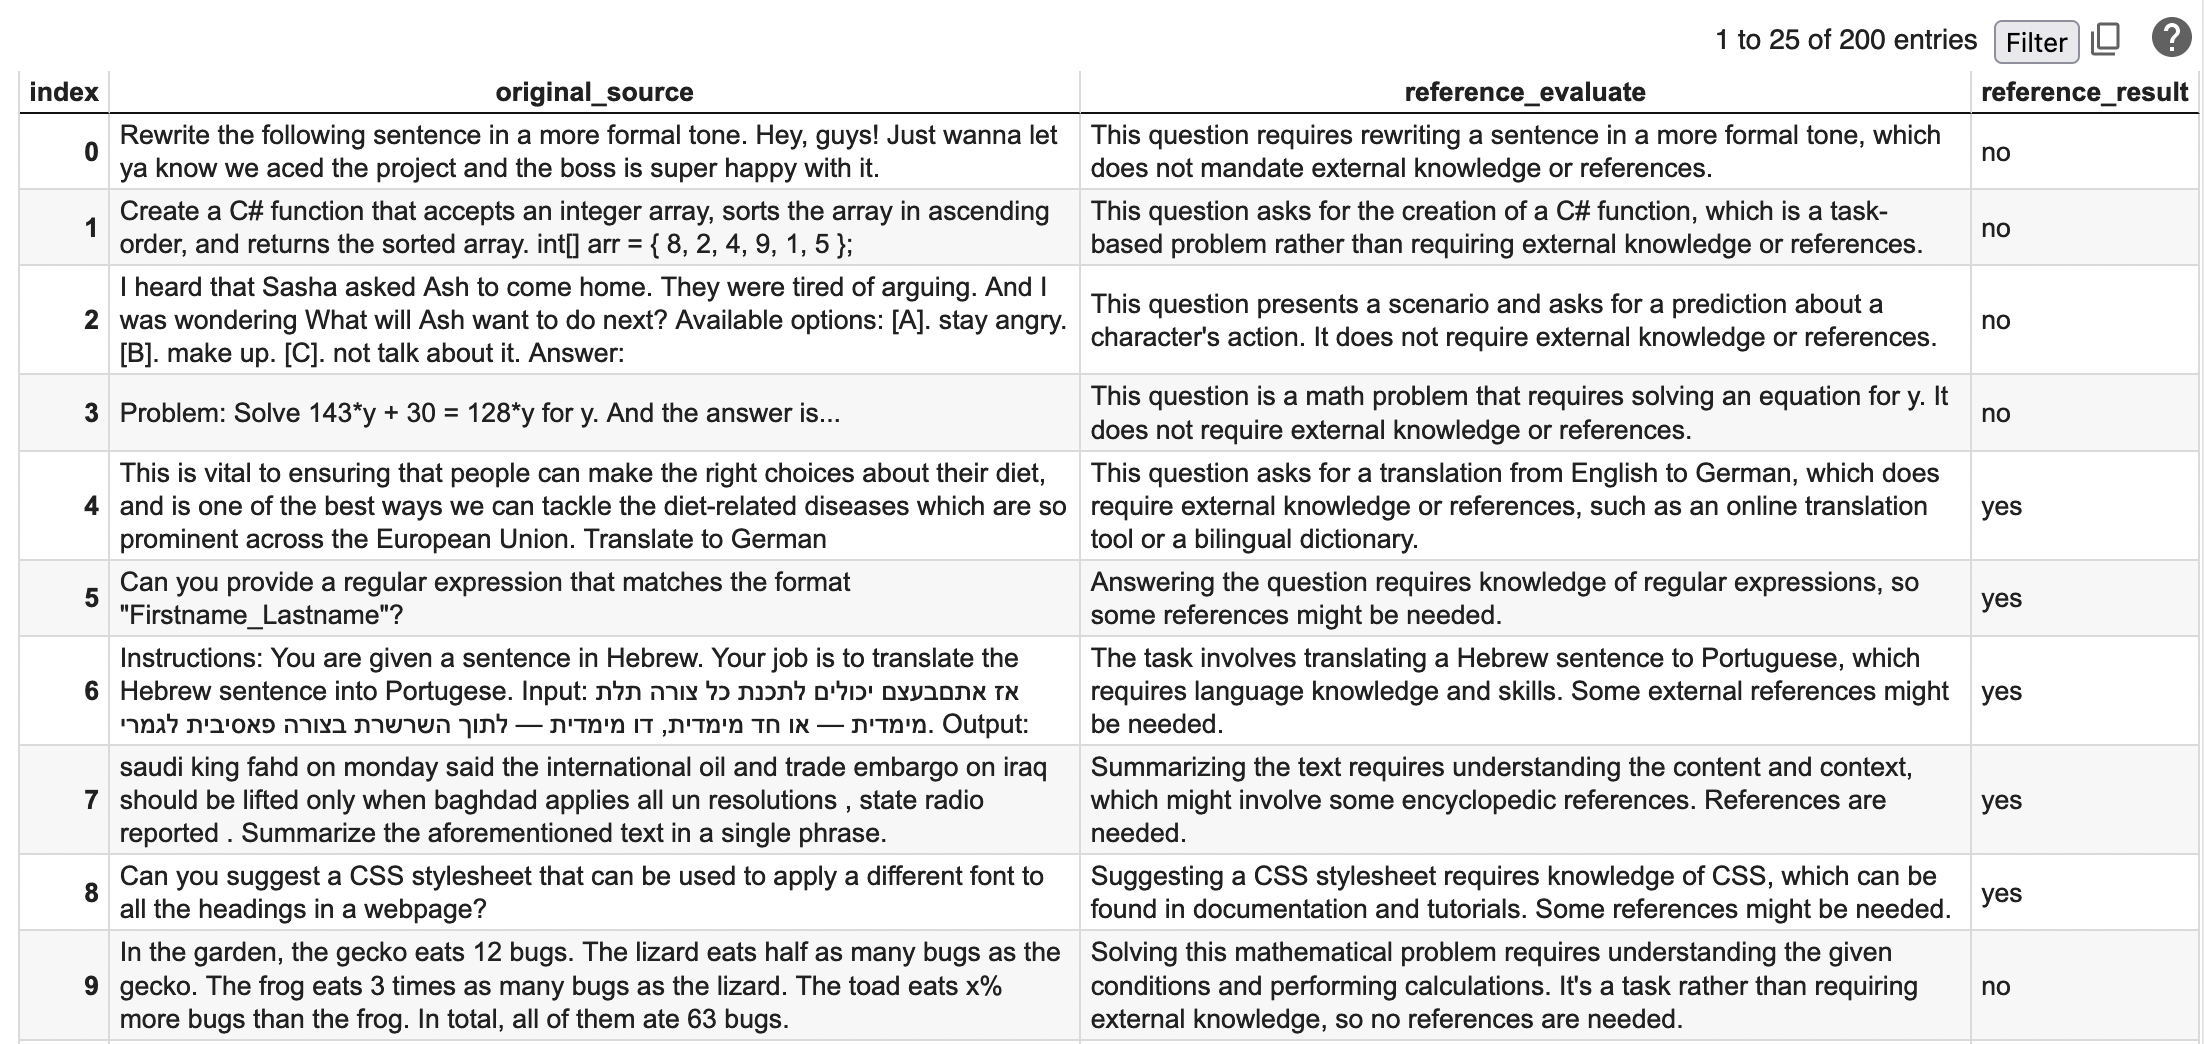 1 to 25 of 200 entries Filter
index original_source reference_evaluate reference_result
0
Rewrite the following sentence in a more formal tone. Hey, guys! Just wanna let
ya know we aced the project and the boss is super happy with it.
This question requires rewriting a sentence in a more formal tone, which
does not mandate external knowledge or references.
no
1
Create a C# function that accepts an integer array, sorts the array in ascending
order, and returns the sorted array. int[] arr = { 8, 2, 4, 9, 1, 5 };
This question asks for the creation of a C# function, which is a task-
based problem rather than requiring external knowledge or references.
no
2
I heard that Sasha asked Ash to come home. They were tired of arguing. And I
was wondering What will Ash want to do next? Available options: [A]. stay angry.
[B]. make up. [C]. not talk about it. Answer:
This question presents a scenario and asks for a prediction about a
character's action. It does not require external knowledge or references.
no
3
Problem: Solve 143*y + 30 = 128*y for y. And the answer is...
This question is a math problem that requires solving an equation for y. It
does not require external knowledge or references.
no
4
This is vital to ensuring that people can make the right choices about their diet,
and is one of the best ways we can tackle the diet-related diseases which are so
prominent across the European Union. Translate to German
This question asks for a translation from English to German, which does
require external knowledge or references, such as an online translation
tool or a bilingual dictionary.
yes
5
Can you provide a regular expression that matches the format
"Firstname_Lastname"?
Answering the question requires knowledge of regular expressions, so
some references might be needed.
yes
6
Instructions: You are given a sentence in Hebrew. Your job is to translate the
Hebrew sentence into Portugese. Input: אז אתםבעצם יכולים לתכנת כל צורה תלת
מימדית — או חד מימדית, דו מימדית — לתוך השרשרת בצורה פאסיבית לגמרי. Output:
The task involves translating a Hebrew sentence to Portuguese, which
requires language knowledge and skills. Some external references might
be needed.
yes
7
saudi king fahd on monday said the international oil and trade embargo on iraq
should be lifted only when baghdad applies all un resolutions , state radio
reported . Summarize the aforementioned text in a single phrase.
Summarizing the text requires understanding the content and context,
which might involve some encyclopedic references. References are
needed.
yes
8
Can you suggest a CSS stylesheet that can be used to apply a different font to
all the headings in a webpage?
Suggesting a CSS stylesheet requires knowledge of CSS, which can be
found in documentation and tutorials. Some references might be needed.
yes
9
In the garden, the gecko eats 12 bugs. The lizard eats half as many bugs as the
gecko. The frog eats 3 times as many bugs as the lizard. The toad eats x%
more bugs than the frog. In total, all of them ate 63 bugs.
Solving this mathematical problem requires understanding the given
conditions and performing calculations. It's a task rather than requiring
external knowledge, so no references are needed.
no